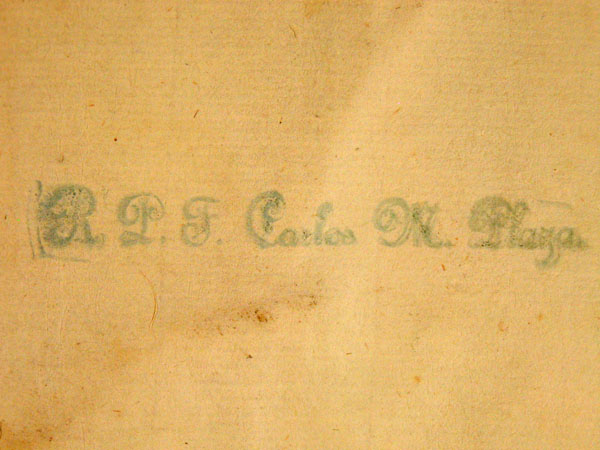 R. P. F. Carlos M. Plaza.